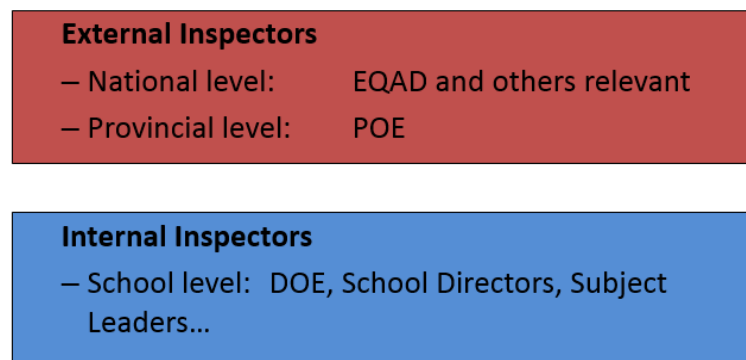 External Inspectors
– National level: EQAD and others relevant
– Provincial level: POE
Internal Inspectors
– School level: DOE, School Directors, Subject
Leaders...